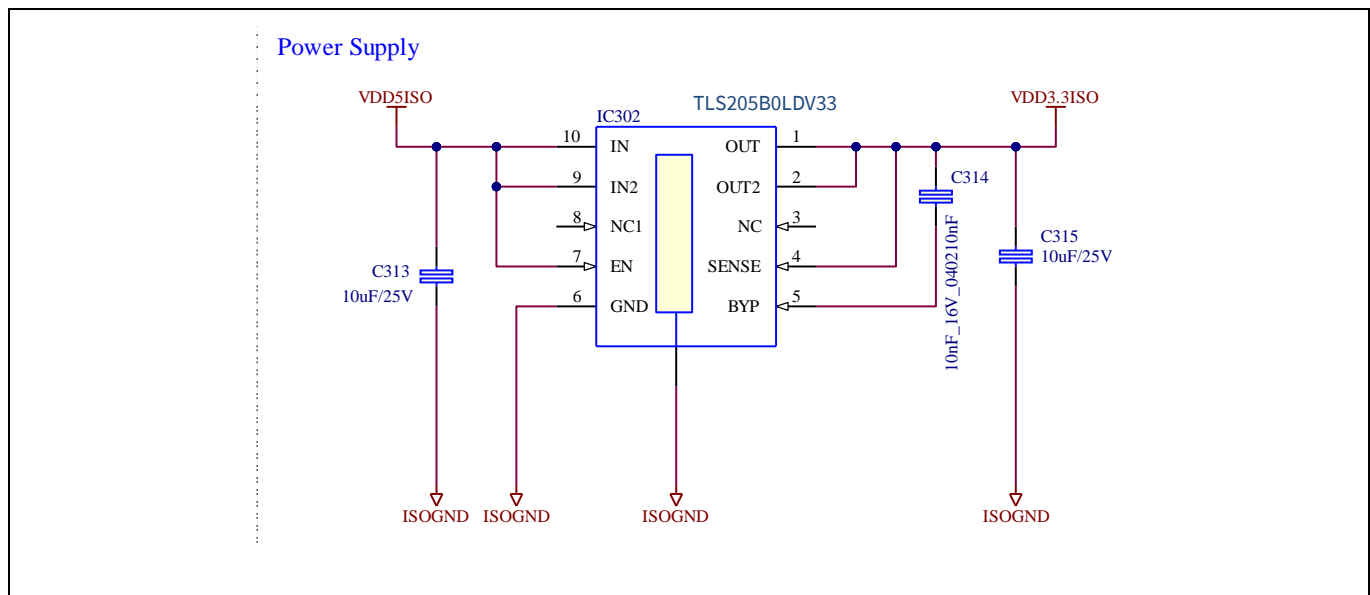 Power Supply
VDD5ISO
TLS205B0LDV33
VDD3.3ISO
IC302
10 IN OUT 1
9 IN2 OUT2 2
C314
8 NC1 NC 3
10nF_16V_040210nF
7 EN SENSE 4
C313
10uF/25V
C315
10uF/25V
6 GND BYP 5
ISOGND ISOGND ISOGND ISOGND